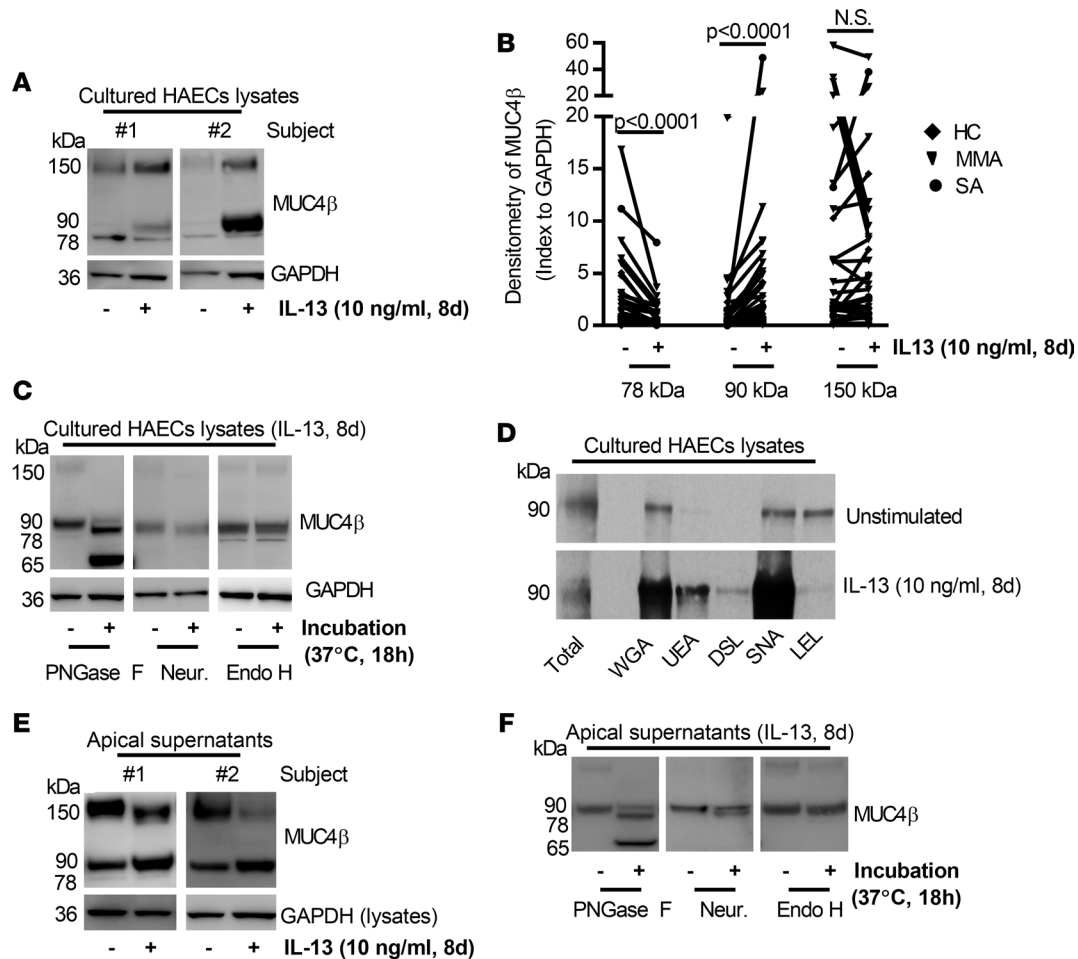 A
Cultured HAECs lysates
#1 #2 Subject
kDa
150
90
78
MUC4β
36
GAPDH
- + - + IL-13 (10 ng/ml, 8d)
B
Densitometry of MUC4β
(Index to GAPDH)
60
40
20
20
15
10
5
0
p<0.0001
p<0.0001
N.S.
HC
MMA
SA
- + - + - + IL13 (10 ng/ml, 8d)
78 kDa 90 kDa 150 kDa
C
Cultured HAECs lysates (IL-13, 8d)
kDa
150
90
78
65
MUC4β
36
GAPDH
- + - + - + Incubation
(37°C, 18h)
PNGase F Neur. Endo H
D
Cultured HAECs lysates
kDa
90
Unstimulated
90
IL-13 (10 ng/ml, 8d)
Total WGA UEA DSL SNA LEL
E
Apical supernatants
#1 #2 Subject
kDa
150
90
78
MUC4β
36
GAPDH (lysates)
- + - + IL-13 (10 ng/ml, 8d)
F
Apical supernatants (IL-13, 8d)
kDa
90
78
65
MUC4β
- + - + - + Incubation
(37°C, 18h)
PNGase F Neur. Endo H